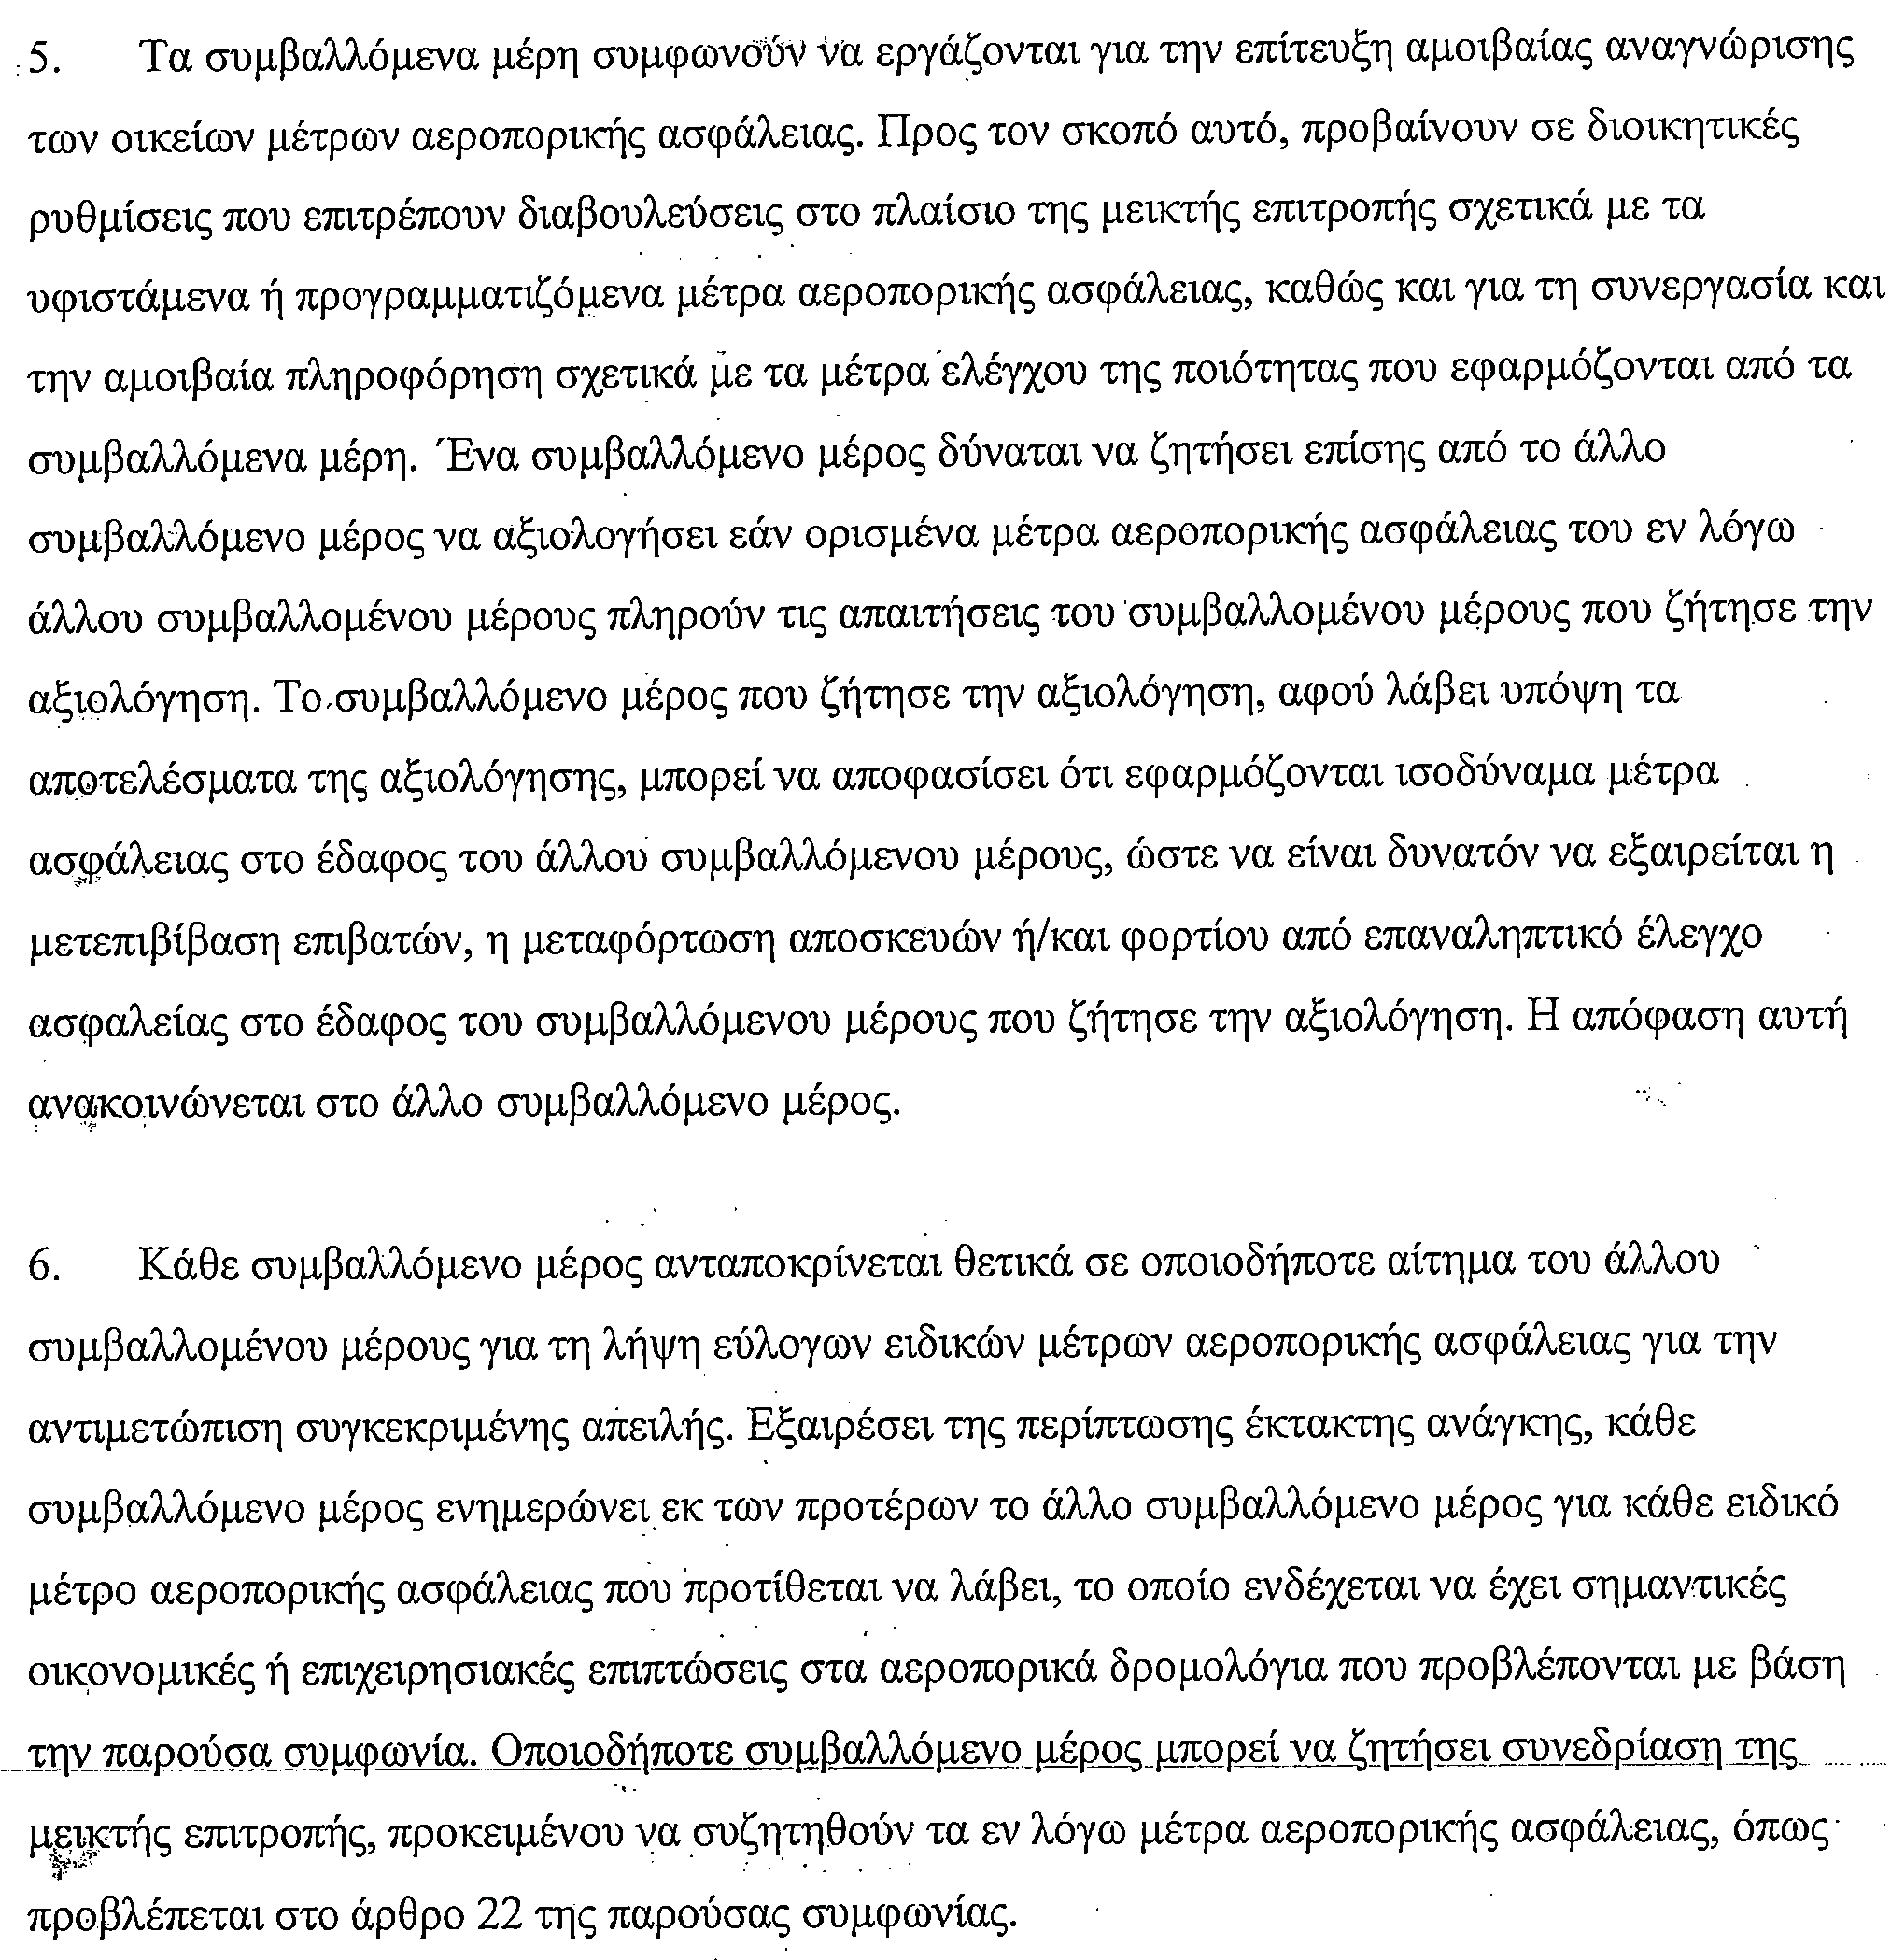 5. Τα συμβαλλόμενα μέρη συμφωνούν να εργάζονται για την επίτευξη αμοιβαίας αναγνώρισης
των οικείων μέτρων αεροπορικής ασφάλειας. Προς τον σκοπό αυτό, προβαίνουν σε διοικητικές
ρυθμίσεις που επιτρέπουν διαβουλεύσεις στο πλαίσιο της μεικτής επιτροπής σχετικά με τα
υφιστάμενα ή προγραμματιζόμενα μέτρα αεροπορικής ασφάλειας, καθώς και για τη συνεργασία και
την αμοιβαία πληροφόρηση σχετικά με τα μέτρα ελέγχου της ποιότητας που εφαρμόζονται από τα
συμβαλλόμενα μέρη. Ένα συμβαλλόμενο μέρος δύναται να ζητήσει επίσης από το άλλο
συμβαλλόμενο μέρος να αξιολογήσει εάν ορισμένα μέτρα αεροπορικής ασφάλειας του εν λόγω
άλλου συμβαλλομένου μέρους πληρούν τις απαιτήσεις του συμβαλλομένου μέρους που ζήτησε την
αξιολόγηση. Το συμβαλλόμενο μέρος που ζήτησε την αξιολόγηση, αφού λάβει υπόψη τα
αποτελέσματα της αξιολόγησης, μπορεί να αποφασίσει ότι εφαρμόζονται ισοδύναμα μέτρα
ασφάλειας στο έδαφος του άλλου συμβαλλόμενου μέρους, ώστε να είναι δυνατόν να εξαιρείται η
μετεπιβίβαση επιβατών, η μεταφόρτωση αποσκευών ή/και φορτίου από επαναληπτικό έλεγχο
ασφαλείας στο έδαφος του συμβαλλόμενου μέρους που ζήτησε την αξιολόγηση. Η απόφαση αυτή
ανακοινώνεται στο άλλο συμβαλλόμενο μέρος.
6. Κάθε συμβαλλόμενο μέρος ανταποκρίνεται θετικά σε οποιοδήποτε αίτημα του άλλου
συμβαλλομένου μέρους για τη λήψη εύλογων ειδικών μέτρων αεροπορικής ασφάλειας για την
αντιμετώπιση συγκεκριμένης απειλής. Εξαιρέσει της περίπτωσης έκτακτης ανάγκης, κάθε
συμβαλλόμενο μέρος ενημερώνει εκ των προτέρων το άλλο συμβαλλόμενο μέρος για κάθε ειδικό
μέτρο αεροπορικής ασφάλειας που προτίθεται να λάβει, το οποίο ενδέχεται να έχει σημαντικές
οικονομικές ή επιχειρησιακές επιπτώσεις στα αεροπορικά δρομολόγια που προβλέπονται με βάση
την παρούσα συμφωνία. Οποιοδήποτε συμβαλλόμενο μέρος μπορεί να ζητήσει συνεδρίαση της
μεικτής επιτροπής, προκειμένου να συζητηθούν τα εν λόγω μέτρα αεροπορικής ασφάλειας, όπως
προβλέπεται στο άρθρο 22 της παρούσας συμφωνίας.